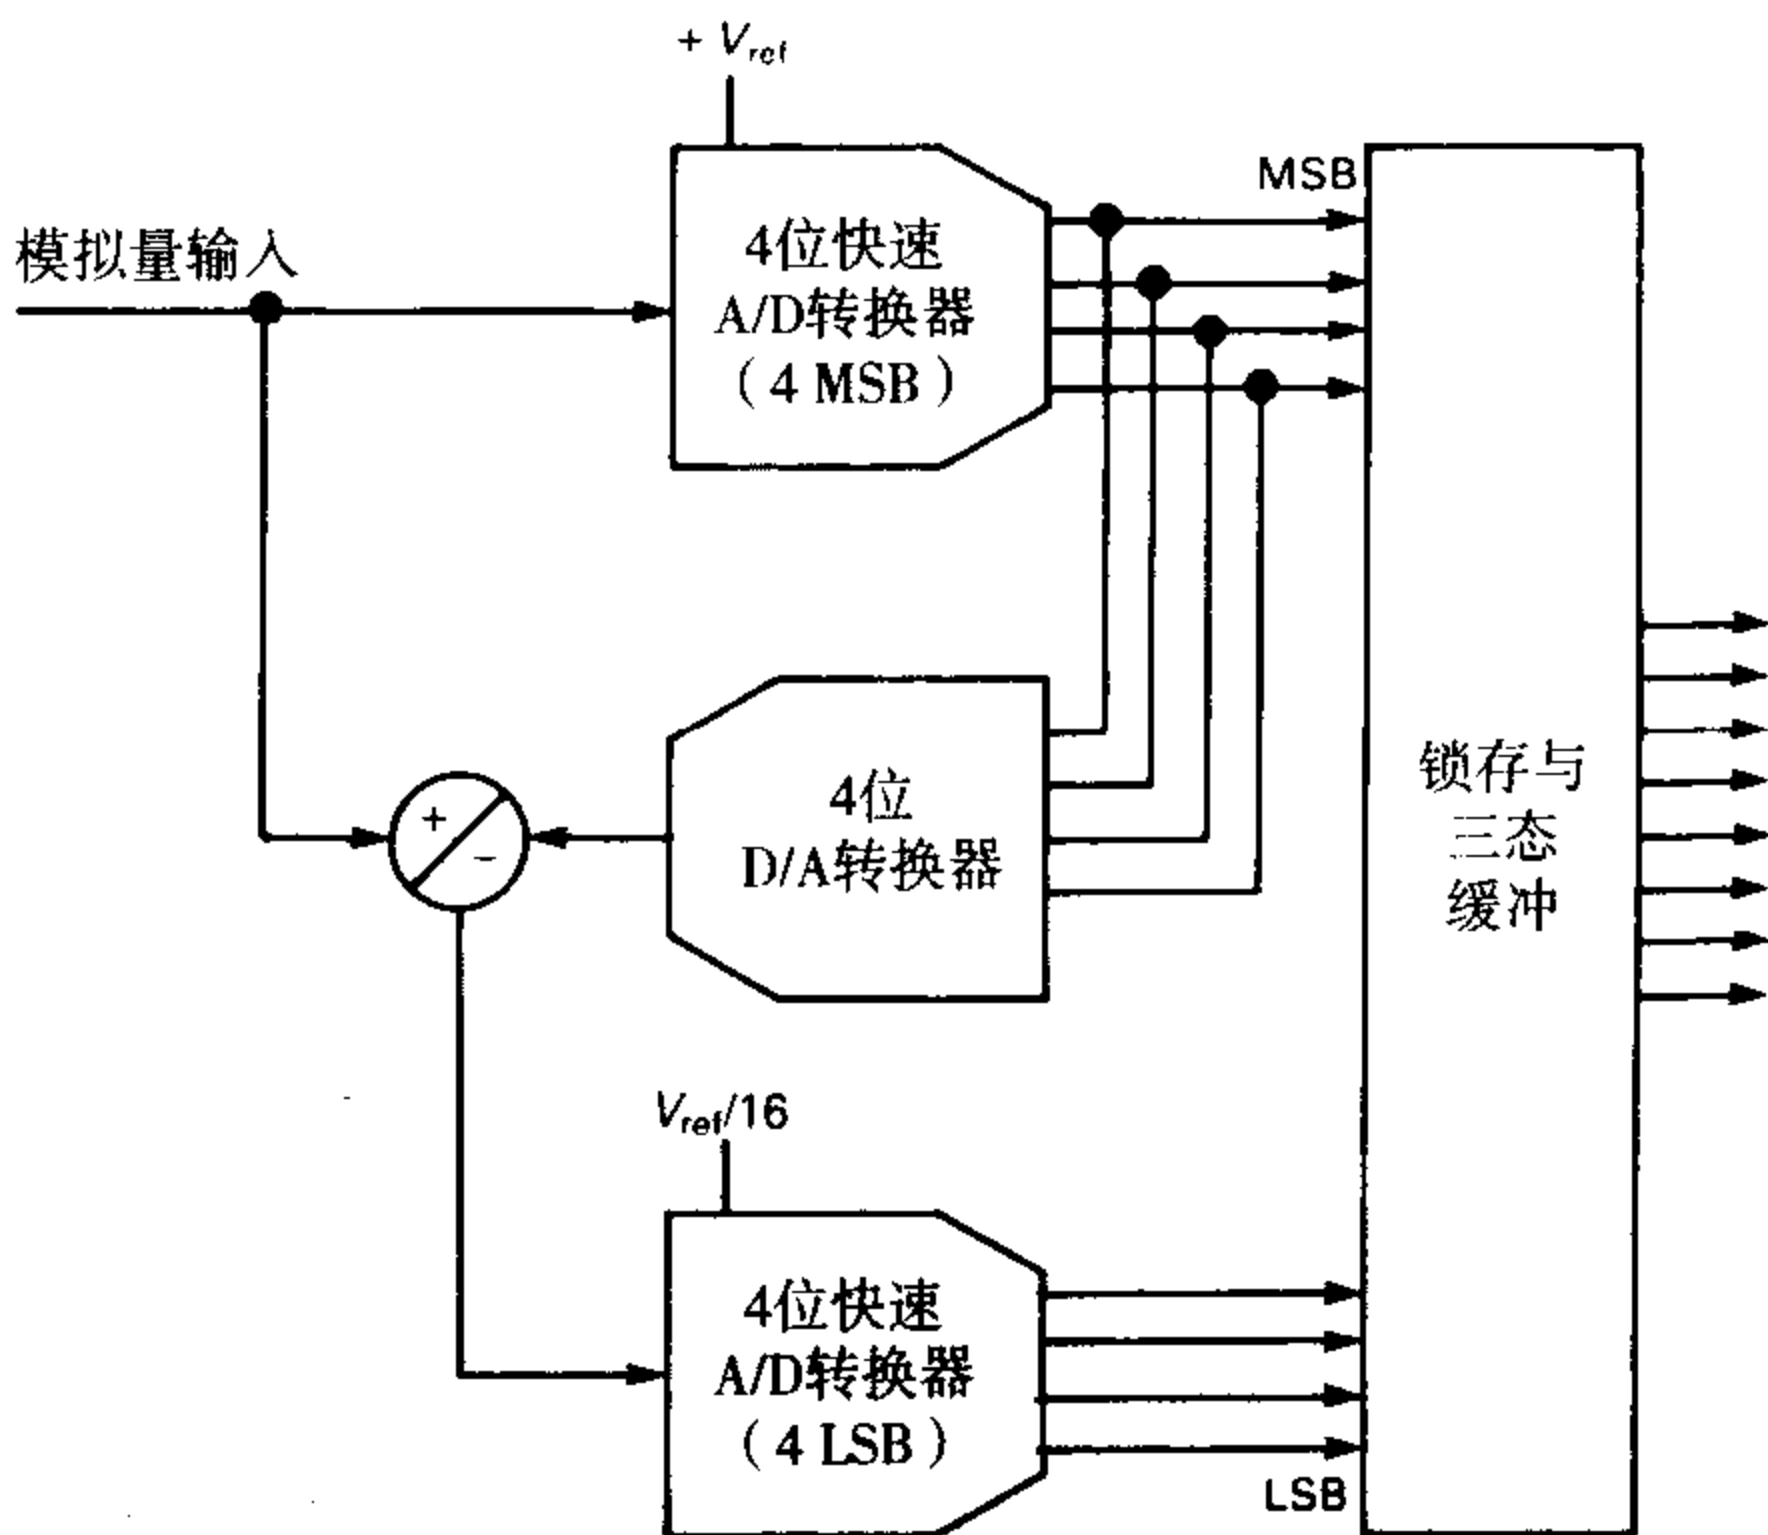 + Vref
模拟量输入
4位快速
A/D转换器
（4 MSB）
MSB
+
-
4位
D/A转换器
锁存与
三态
缓冲
Vref/16
4位快速
A/D转换器
（4 LSB）
LSB